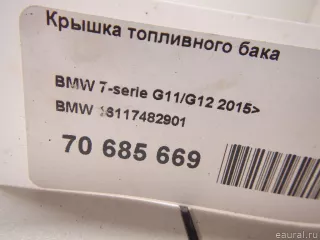 Крышка топливного бака
BMW 7-serie G11/G12 2015>
BMW 16117482901
70 685 669
eaural.ru